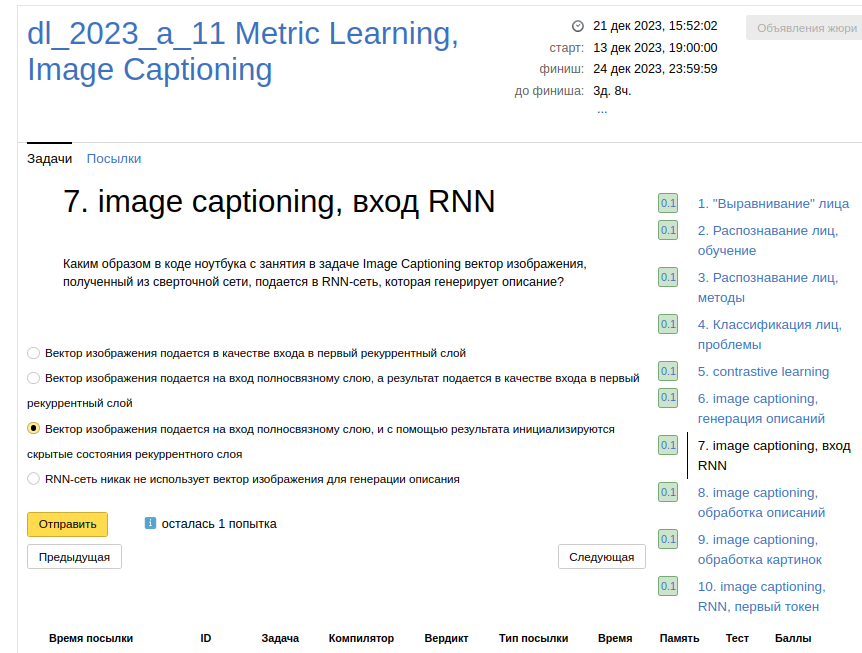 dl_2023_a_11 Metric Learning,
Image Captioning
21 дек 2023, 15:52:02
старт: 13 дек 2023, 19:00:00
финиш: 24 дек 2023, 23:59:59
до финиша: 3д. 8ч.
...
Объявления жюри
Задачи Посылки
7. image captioning, вход RNN
Каким образом в коде ноутбука с занятия в задаче Image Captioning вектор изображения,
полученный из сверточной сети, подается в RNN-сеть, которая генерирует описание?
Вектор изображения подается в качестве входа в первый рекуррентный слой
Вектор изображения подается на вход полносвязному слою, а результат подается в качестве входа в первый
рекуррентный слой
Вектор изображения подается на вход полносвязному слою, и с помощью результата инициализируются
скрытые состояния рекуррентного слоя
RNN-сеть никак не использует вектор изображения для генерации описания
Отправить
i осталась 1 попытка
Предыдущая
Следующая
0.1 1. "Выравнивание" лица
0.1 2. Распознавание лиц,
обучение
0.1 3. Распознавание лиц,
методы
0.1 4. Классификация лиц,
проблемы
0.1 5. contrastive learning
0.1 6. image captioning,
генерация описаний
0.1 7. image captioning, вход
RNN
0.1 8. image captioning,
обработка описаний
0.1 9. image captioning,
обработка картинок
0.1 10. image captioning,
RNN, первый токен
Время посылки ID Задача Компилятор Вердикт Тип посылки Время Память Тест Баллы